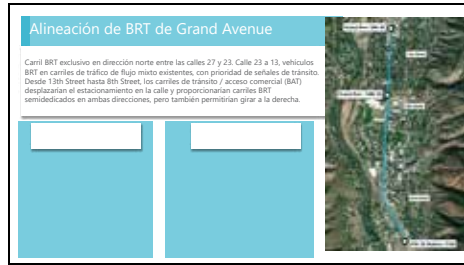 Alineación de BRT de Grand Avenue
Carril BRT exclusivo en dirección norte entre las calles 27 y 23. Calle 23 a 13, vehículos
BRT en carriles de tráfico de flujo mixto existentes, con prioridad de señales de tránsito.
Desde 13th Street hasta 8th Street, los carriles de tránsito / acceso comercial (BAT)
desplazarían el estacionamiento en la calle y proporcionarían carriles BRT
semidedicados en ambas direcciones, pero también permitirían girar a la derecha.